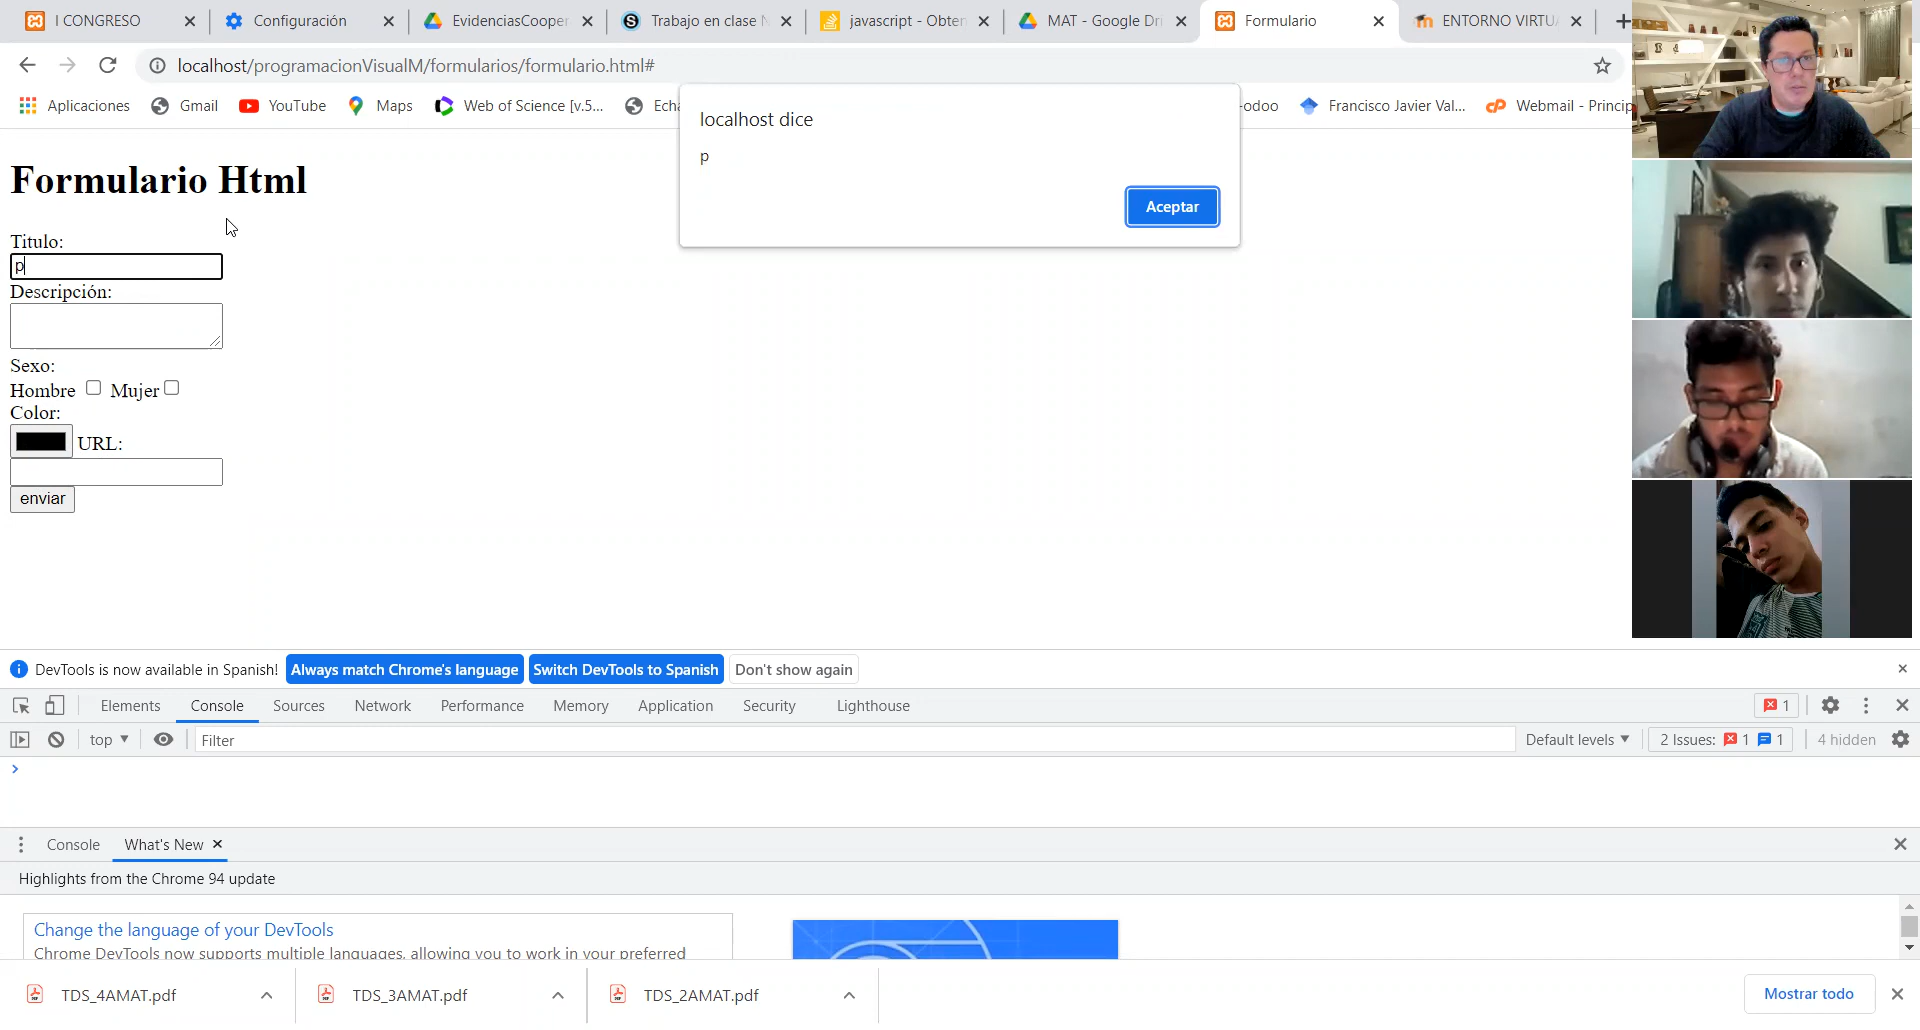 I CONGRESO
Configuración
EvidenciasCooper
Trabajo en clase N
javascript - Obten
MAT - Google Dri
Formulario
ENTORNO VIRTU
localhost/programacionVisualM/formularios/formulario.html#
Aplicaciones
Gmail
YouTube
Maps
Web of Science [v.5...
Echa
-odoo
Francisco Javier Val...
Webmail - Princip
localhost dice
p
Aceptar
Formulario Html
Titulo:
p
Descripción:
Sexo:
Hombre Mujer
Color:
URL:
enviar
DevTools is now available in Spanish! Always match Chrome's language Switch DevTools to Spanish Don't show again
Elements Console Sources Network Performance Memory Application Security Lighthouse 1
top Filter Default levels 2 Issues: 1 1 4 hidden
Console What's New
Highlights from the Chrome 94 update
Change the language of your DevTools
Chrome DevTools now supports multiple languages, allowing you to work in your preferred
TDS_4AMAT.pdf
TDS_3AMAT.pdf
TDS_2AMAT.pdf
Mostrar todo